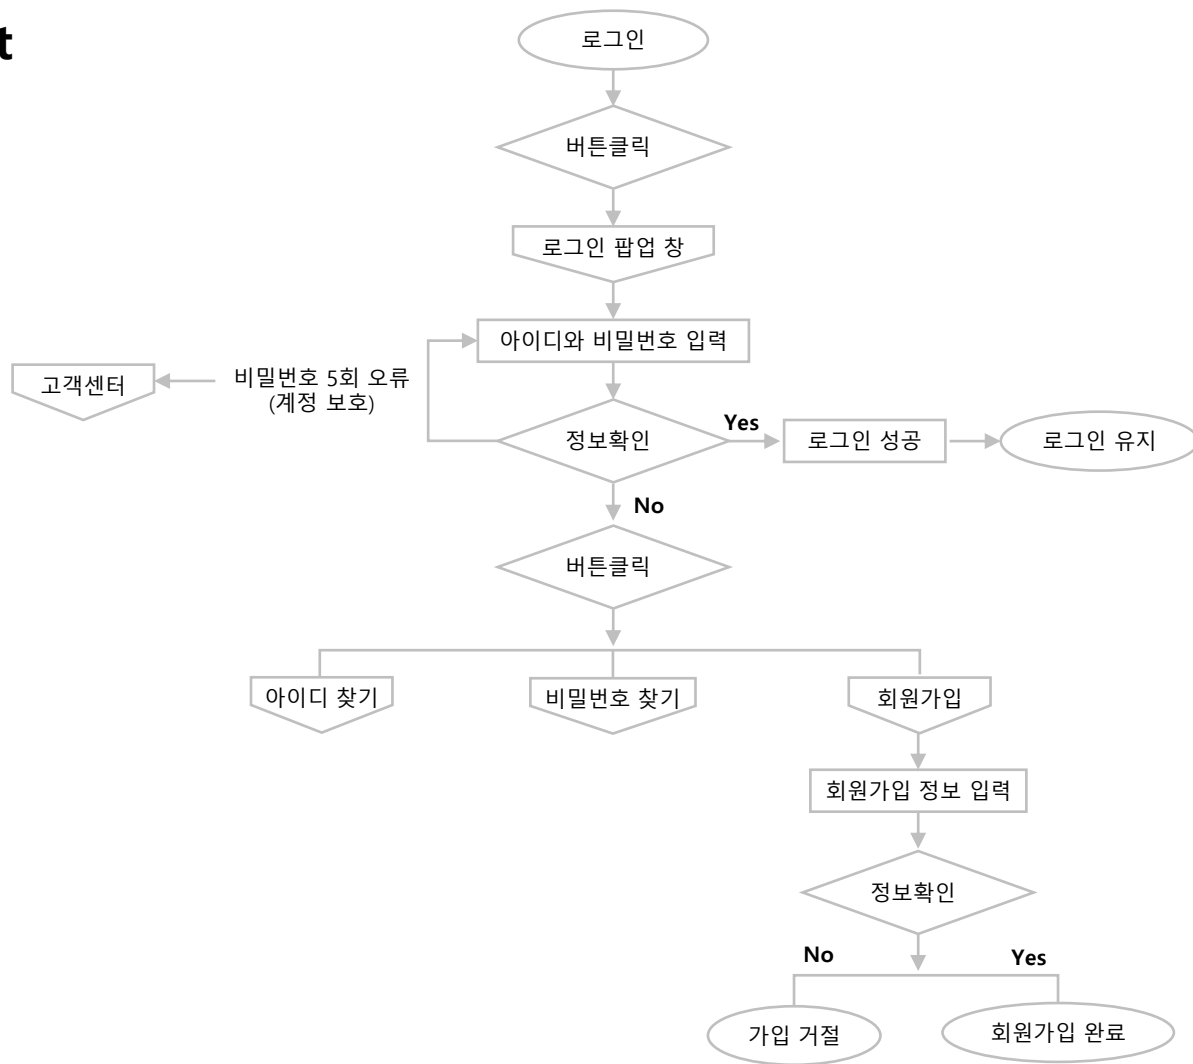 t
로그인
버튼클릭
로그인 팝업 창
아이디와 비밀번호 입력
고객센터
비밀번호 5회 오류
(계정 보호)
정보확인
Yes
로그인 성공
로그인 유지
No
버튼클릭
아이디 찾기
비밀번호 찾기
회원가입
회원가입 정보 입력
정보확인
No
Yes
가입 거절
회원가입 완료